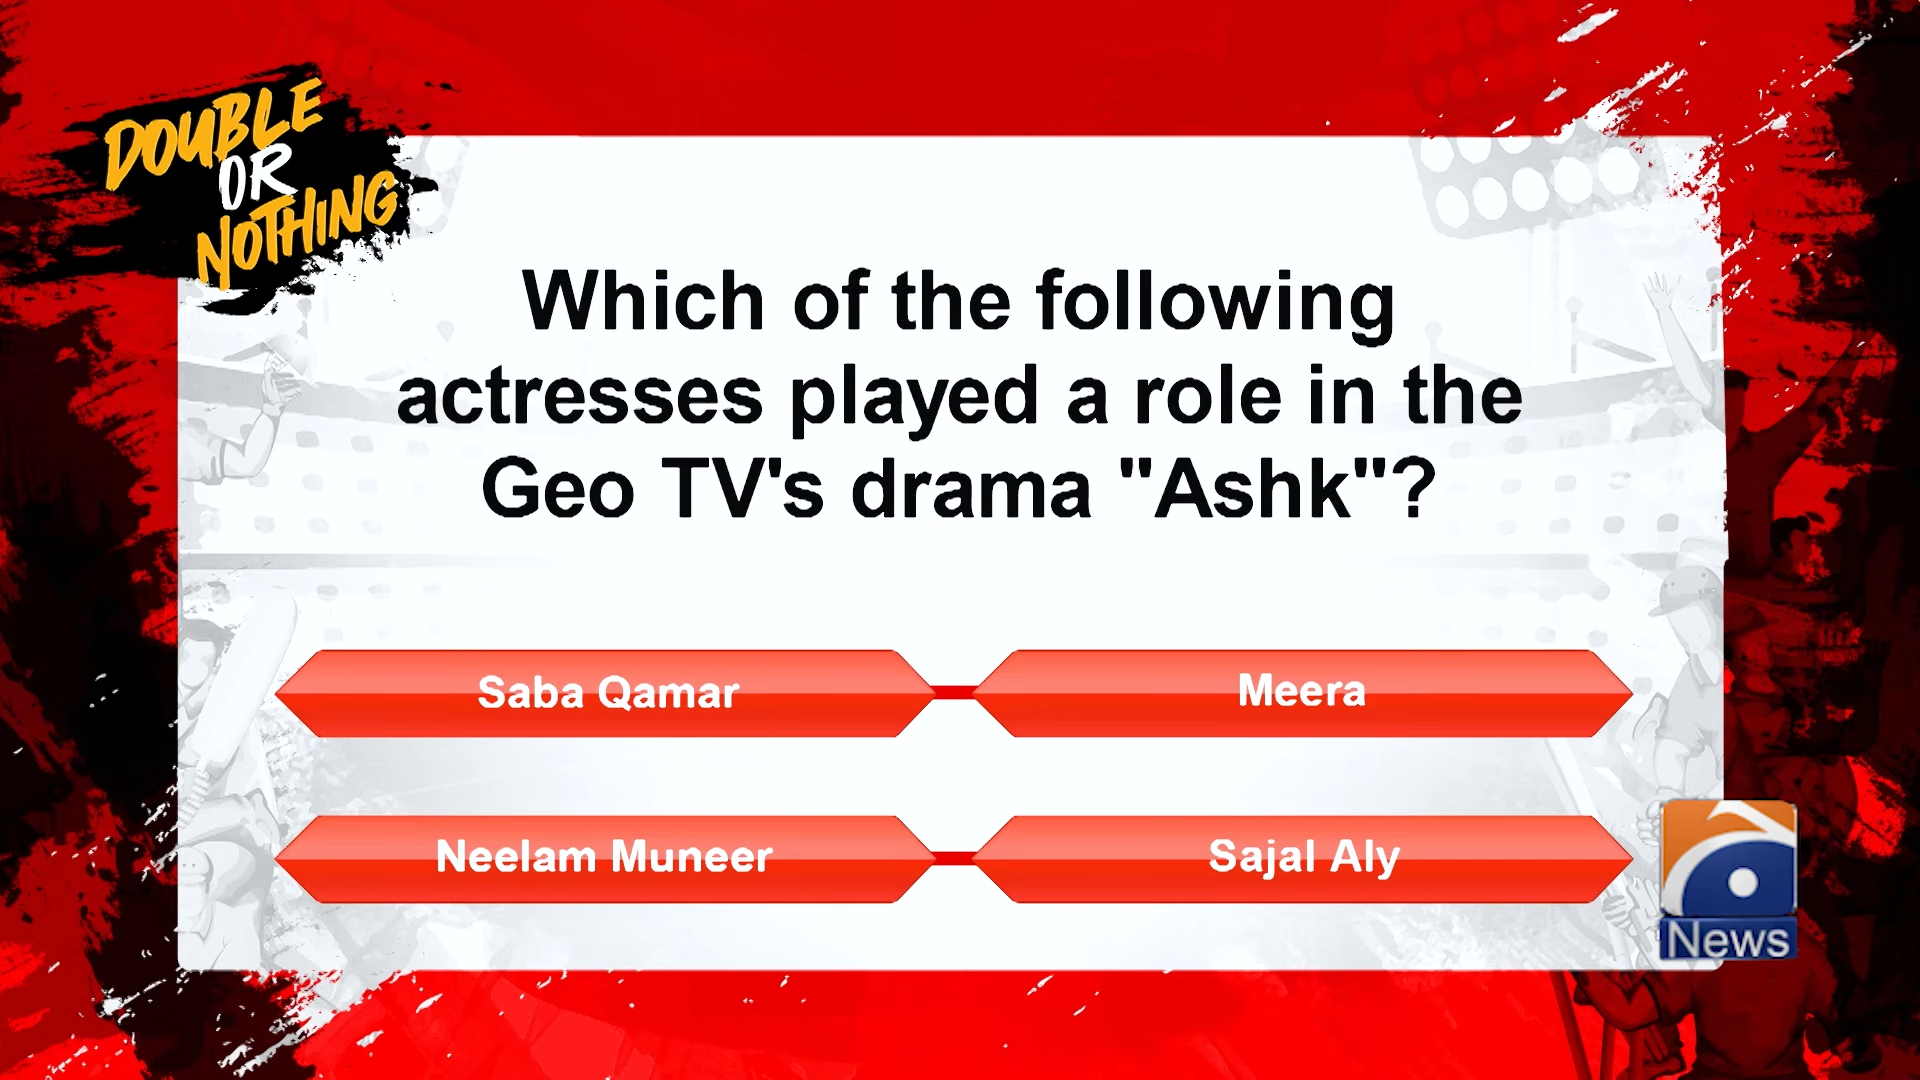 DOUBLE
OR
NOTHING
Which of the following
actresses played a role in the
Geo TV's drama "Ashk"?
Saba Qamar
Meera
Neelam Muneer
Sajal Aly
News